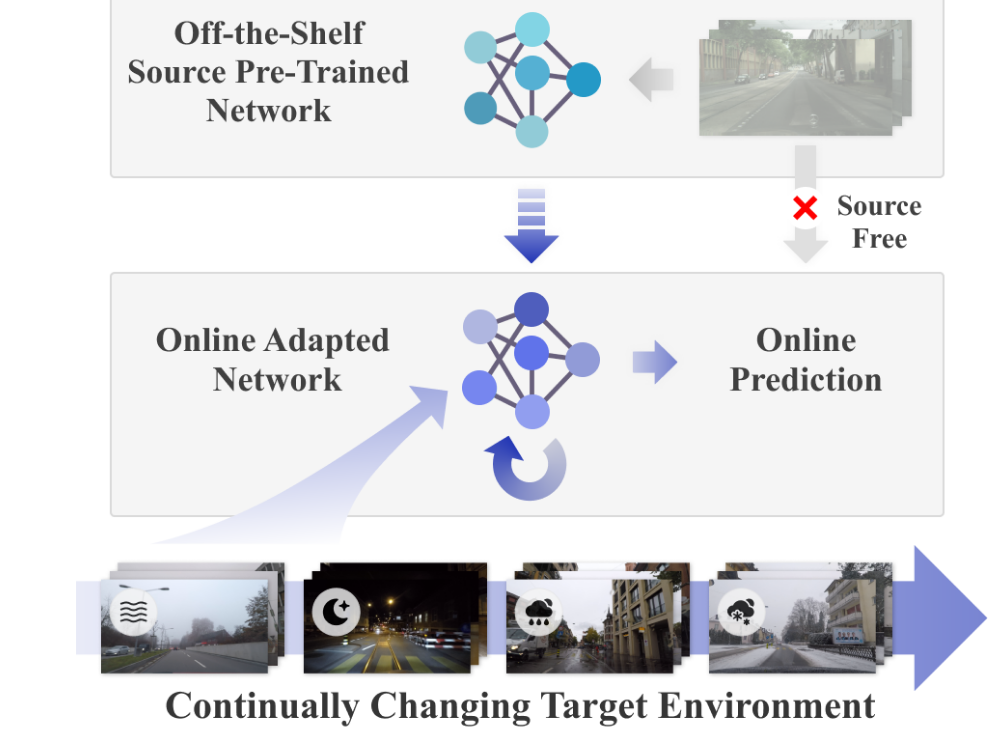 Off-the-Shelf
Source Pre-Trained
Network
Source
Free
Online Adapted
Network
Online
Prediction
Continually Changing Target Environment